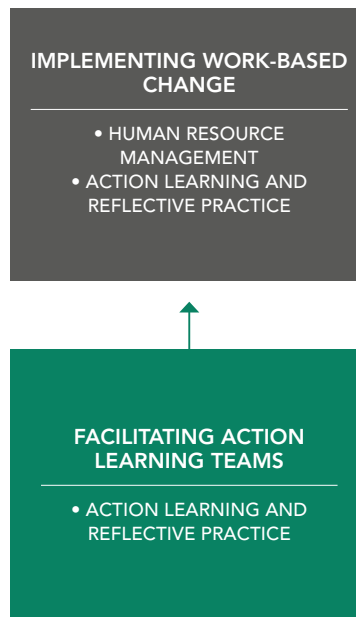 IMPLEMENTING WORK-BASED
CHANGE
• HUMAN RESOURCE
MANAGEMENT
• ACTION LEARNING AND
REFLECTIVE PRACTICE
FACILITATING ACTION
LEARNING TEAMS
• ACTION LEARNING AND
REFLECTIVE PRACTICE